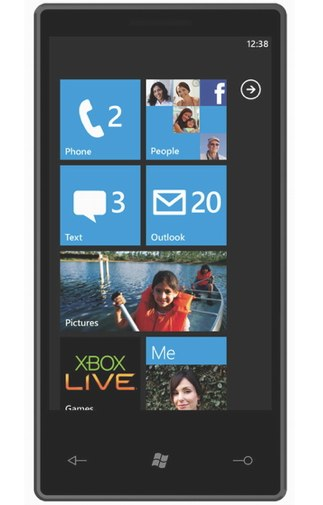 12:38
2
Phone
f
People
3
Text
20
Outlook
Pictures
XBOX
LIVE
Games
Me